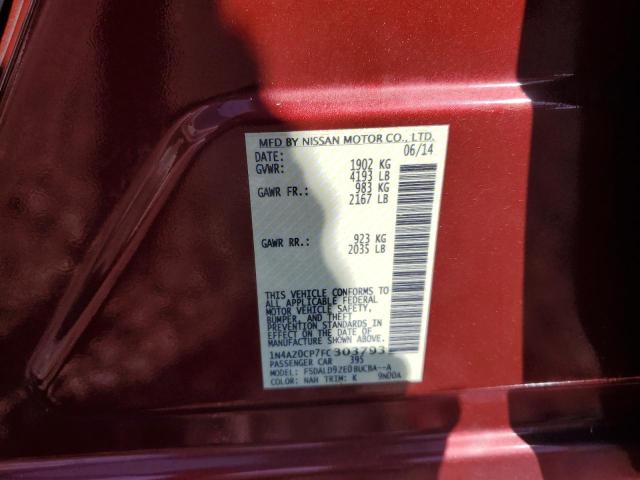 MFD BY NISSAN MOTOR CO., LTD.
DATE: 06/14
GVWR: 1902 KG
4193 LB
GAWR FR.: 983 KG
2167 LB
GAWR RR.: 923 KG
2035 LB
THIS VEHICLE CONFORMS TO
ALL APPLICABLE FEDERAL
MOTOR VEHICLE SAFETY,
BUMPER, AND THEFT
PREVENTION STANDARDS IN
EFFECT ON THE DATE OF
MANUFACTURE SHOWN ABOVE.
1N4AZ0CP7FC303793
PASSENGER CAR 395
MODEL: FSDALD9ZE0BUCBA--A
COLOR: NAH TRIM: K 9N00A